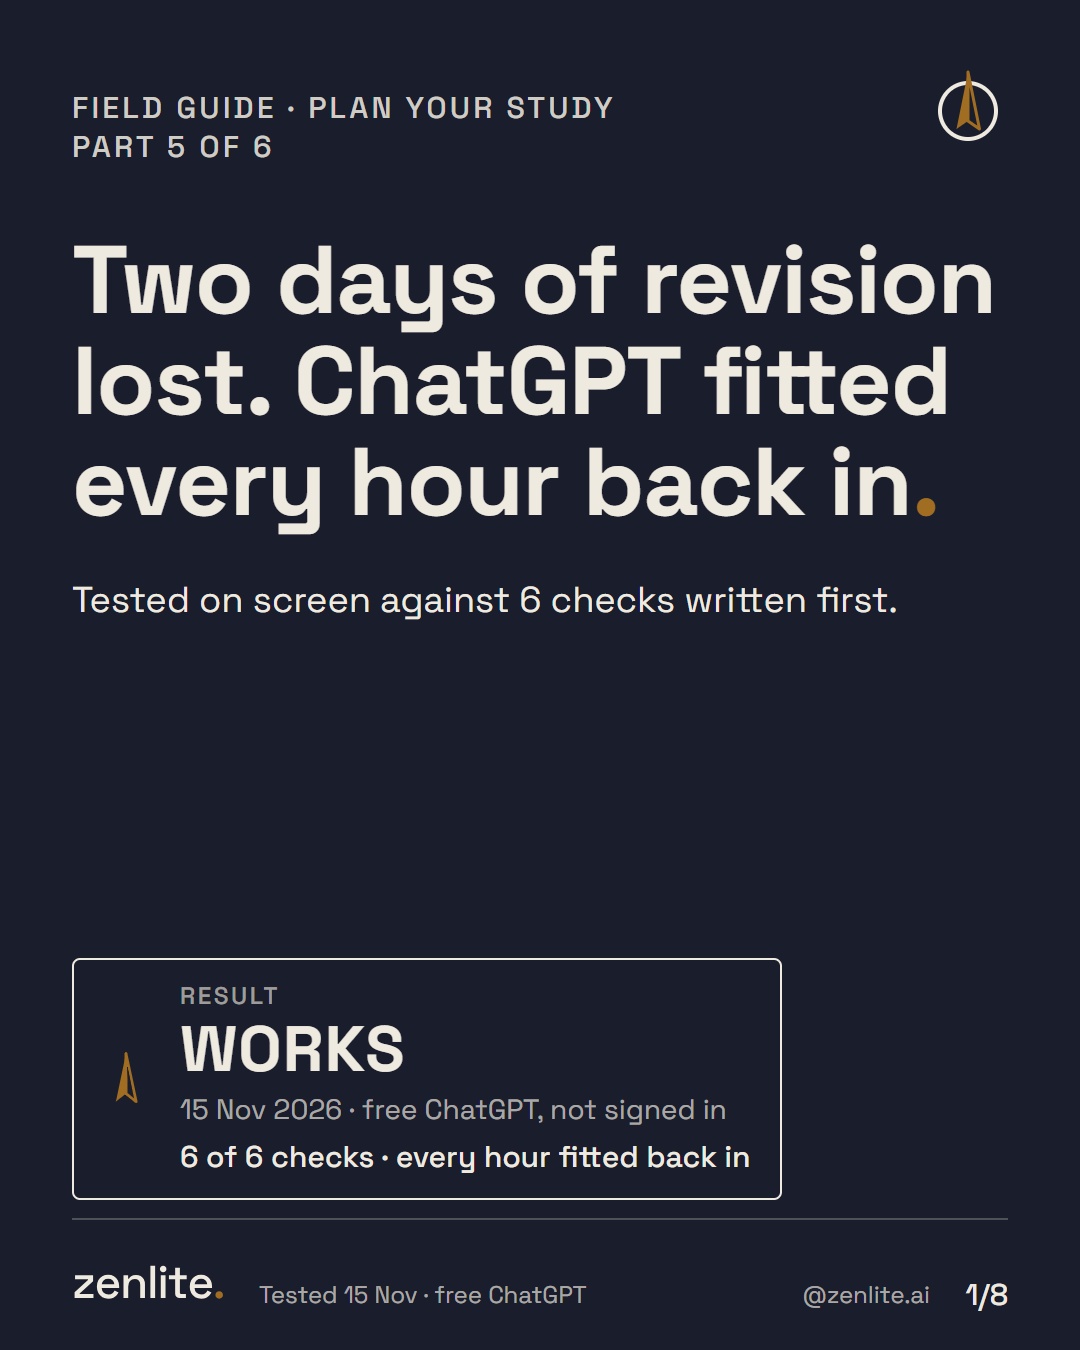 FIELD GUIDE · PLAN YOUR STUDY
PART 5 OF 6
Two days of revision
lost. ChatGPT fitted
every hour back in.
Tested on screen against 6 checks written first.
RESULT
WORKS
15 Nov 2026 · free ChatGPT, not signed in
6 of 6 checks · every hour fitted back in
zenlite.
Tested 15 Nov · free ChatGPT
@zenlite.ai
1/8